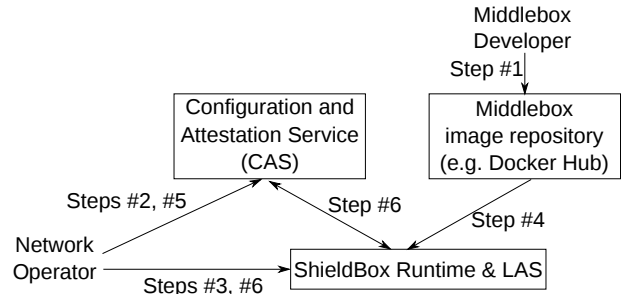 Middlebox
Developer
Step #1
Configuration and
Attestation Service
(CAS)
Middlebox
image repository
(e.g. Docker Hub)
Steps #2, #5
Step #6
Step #4
Network
Operator
ShieldBox Runtime & LAS
Steps #3, #6